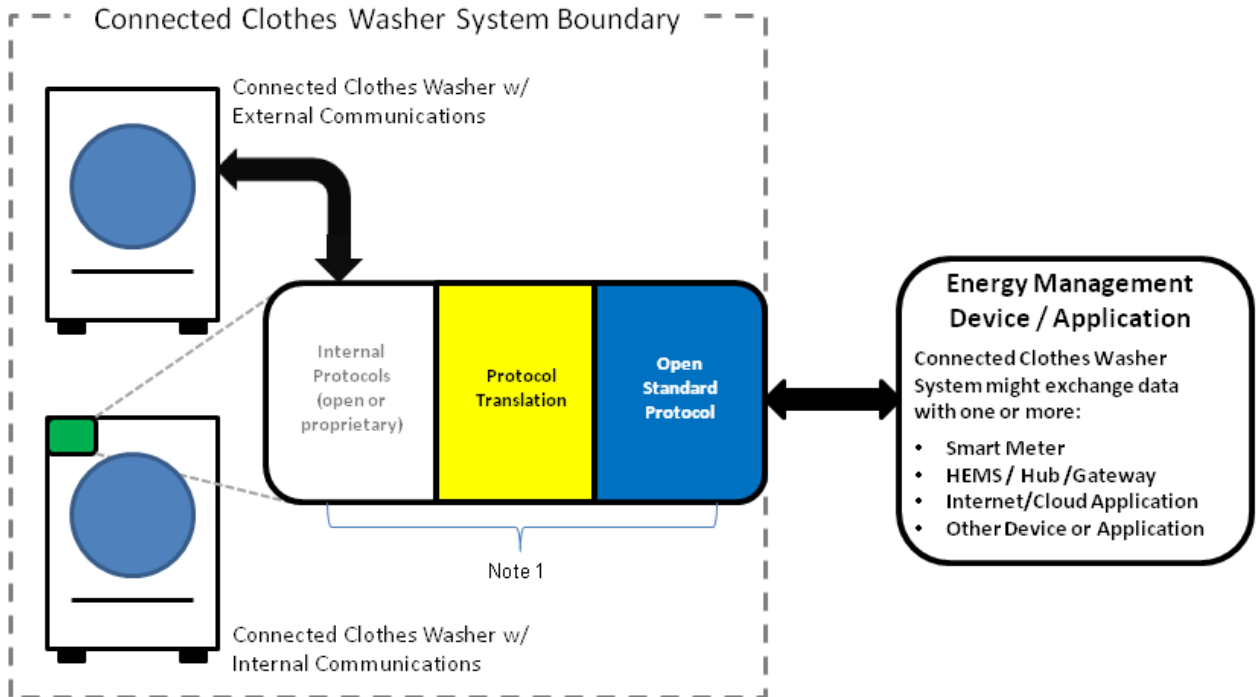 Connected Clothes Washer System Boundary
Connected Clothes Washer w/
External Communications
Internal
Protocols
(open or
proprietary)
Protocol
Translation
Open
Standard
Protocol
Note 1
Connected Clothes Washer w/
Internal Communications
Energy Management
Device / Application
Connected Clothes Washer
System might exchange data
with one or more:
• Smart Meter
• HEMS / Hub /Gateway
• Internet/Cloud Application
• Other Device or Application